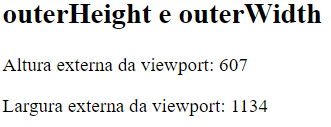 outerHeight e outerWidth
Altura externa da viewport: 607
Largura externa da viewport: 1134